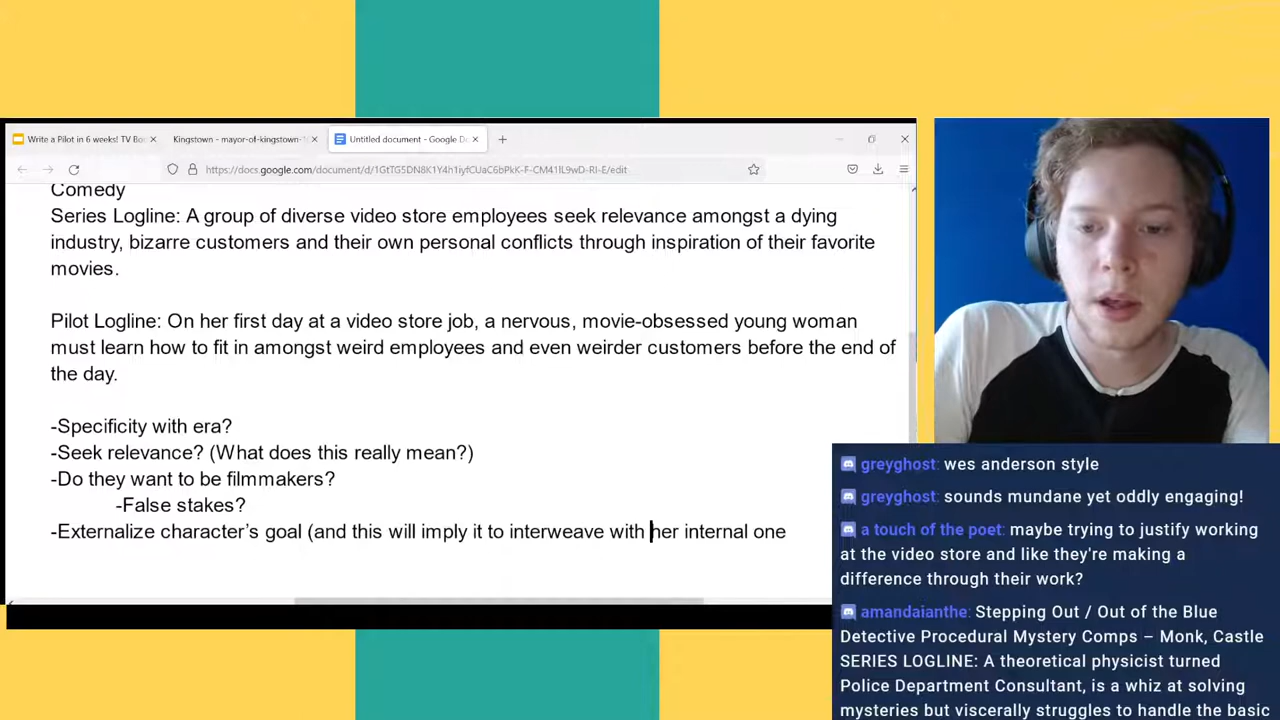 Write a Pilot in 6 weeks! TV Bo
Kingstown - mayor-of-kingstown-
Untitled document - Google D
https://docs.google.com/document/d/1GtTG5DN8K1Y4h1iyfCUaC6bPkK-F-CM41lL9wD-RI-E/edit
Comedy
Series Logline: A group of diverse video store employees seek relevance amongst a dying
industry, bizarre customers and their own personal conflicts through inspiration of their favorite
movies.
Pilot Logline: On her first day at a video store job, a nervous, movie-obsessed young woman
must learn how to fit in amongst weird employees and even weirder customers before the end of
the day.
-Specificity with era?
-Seek relevance? (What does this really mean?)
-Do they want to be filmmakers?
-False stakes?
-Externalize character’s goal (and this will imply it to interweave with her internal one
greyghost: wes anderson style
greyghost: sounds mundane yet oddly engaging!
a touch of the poet: maybe trying to justify working
at the video store and like they're making a
difference through their work?
amandaianthe: Stepping Out / Out of the Blue
Detective Procedural Mystery Comps – Monk, Castle
SERIES LOGLINE: A theoretical physicist turned
Police Department Consultant, is a whiz at solving
mysteries but viscerally struggles to handle the basic